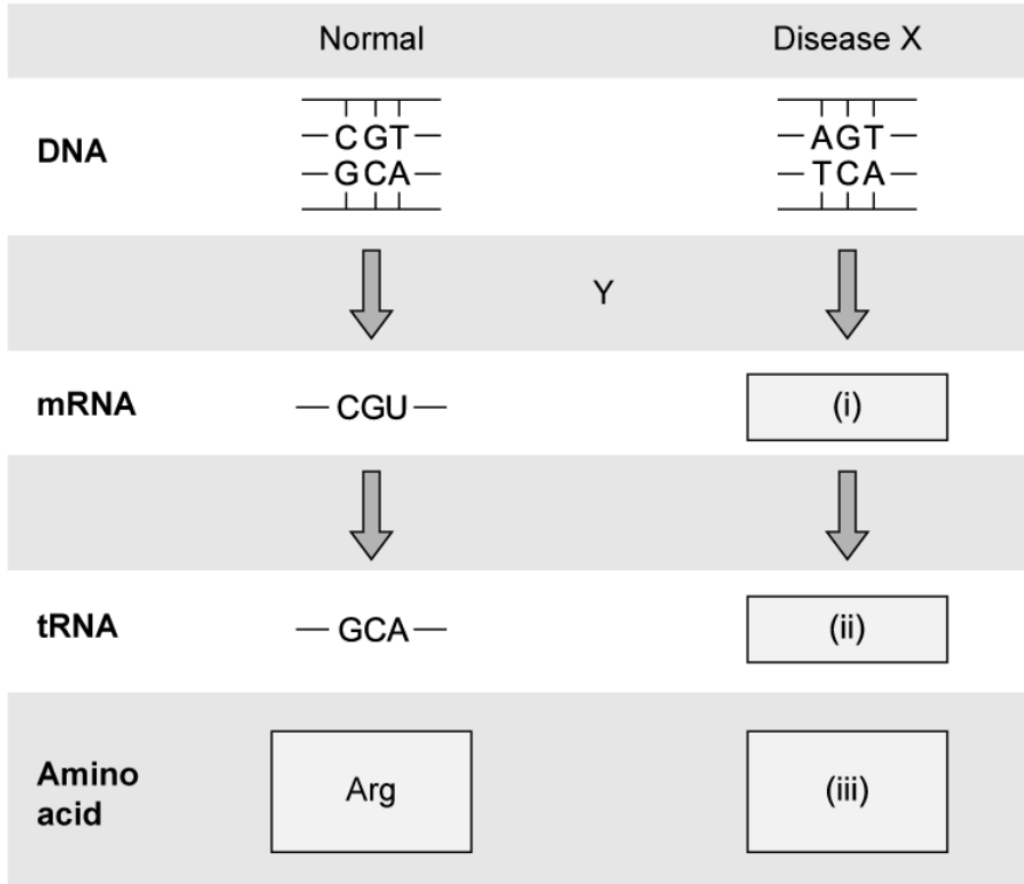 Normal Disease X
DNA
CGT AGT
GCA TCA
Y
mRNA CGU (i)
tRNA GCA (ii)
Amino acid
Arg (iii)